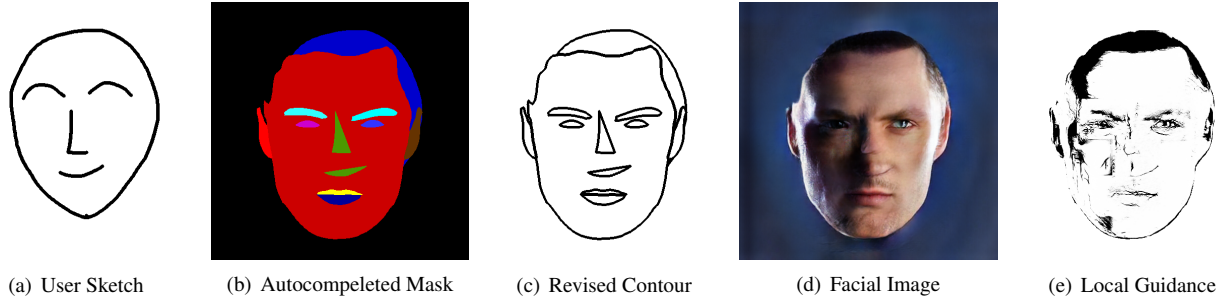 (a) User Sketch
(b) Autocompeleted Mask
(c) Revised Contour
(d) Facial Image
(e) Local Guidance